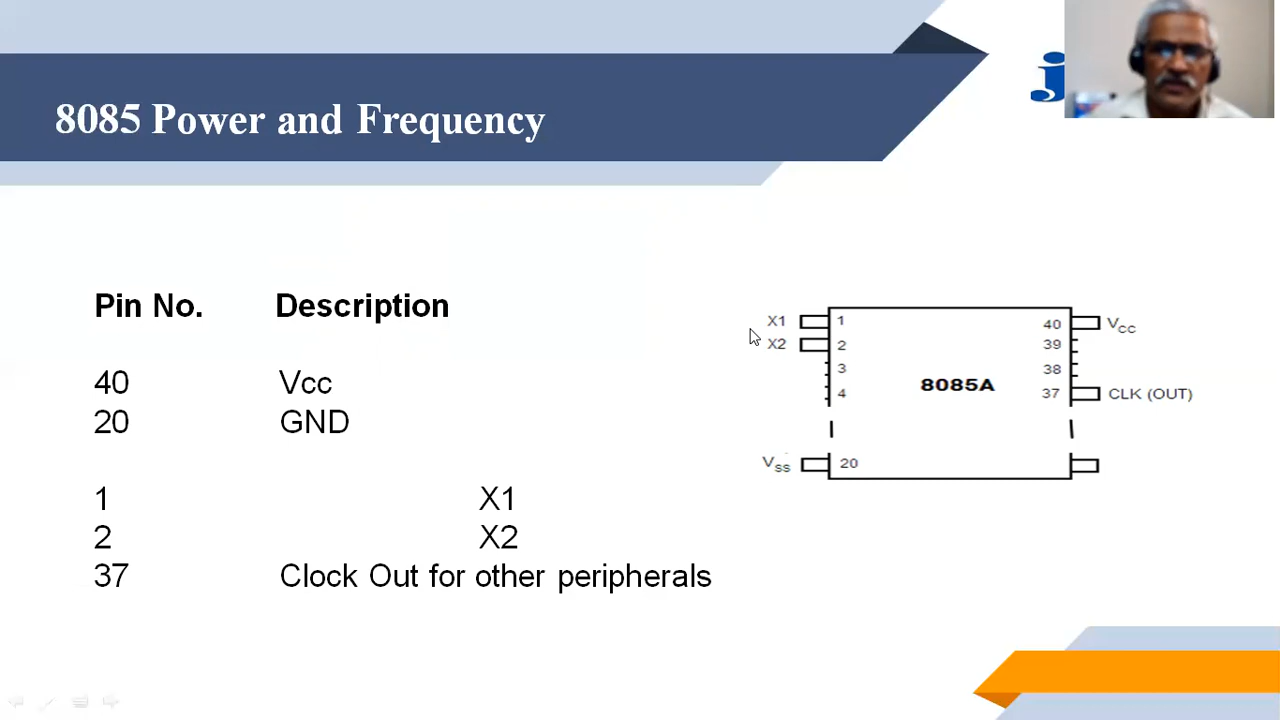 8085 Power and Frequency
j
Pin No. Description
40 Vcc
20 GND
1 X1
2 X2
37 Clock Out for other peripherals
X1 1 40 VCC
X2 2 39
3 38
4 37 CLK (OUT)
8085A
VSS 20